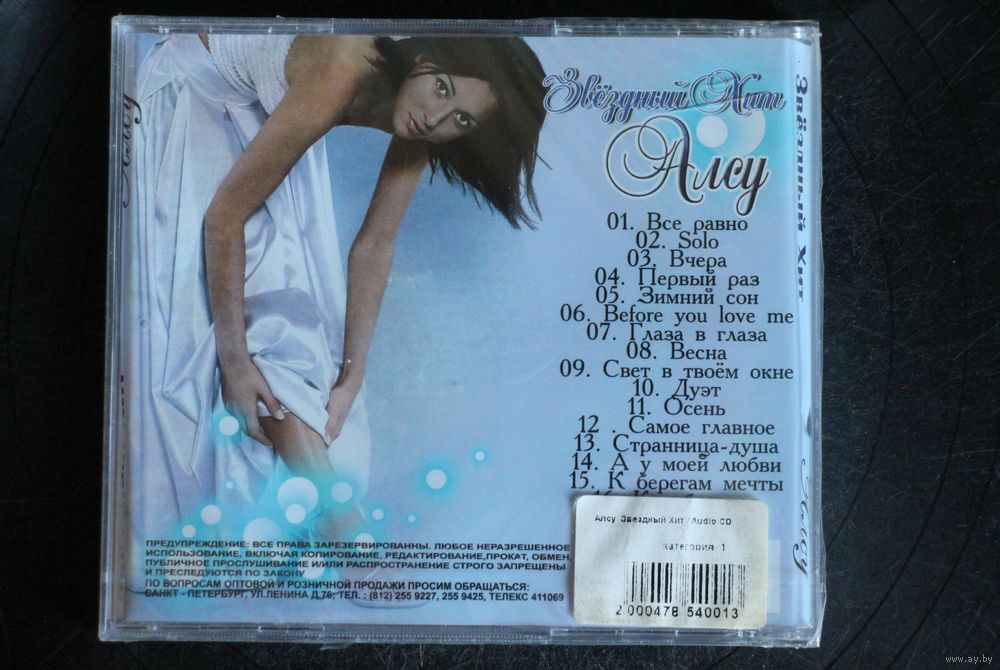 Звёздный Хит
Алсу
01. Все равно
02. Solo
03. Вчера
04. Первый раз
05. Зимний сон
06. Before you love me
07. Глаза в глаза
08. Весна
09. Свет в твоём окне
10. Дуэт
11. Осень
12 . Самое главное
13. Странница-душа
14. А у моей любви
15. К берегам мечты
Алсу Звездный Хит / Audio CD
категория 1
2 000478 540013
ПРЕДУПРЕЖДЕНИЕ: ВСЕ ПРАВА ЗАРЕЗЕРВИРОВАННЫ. ЛЮБОЕ НЕРАЗРЕШЕННОЕ
ИСПОЛЬЗОВАНИЕ, ВКЛЮЧАЯ КОПИРОВАНИЕ, РЕДАКТИРОВАНИЕ,ПРОКАТ, ОБМЕН,
ПУБЛИЧНОЕ ПРОСЛУШИВАНИЕ И/ИЛИ РАСПРОСТРАНЕНИЕ СТРОГО ЗАПРЕЩЕНЫ
И ПРЕСЛЕДУЮТСЯ ПО ЗАКОНУ
ПО ВОПРОСАМ ОПТОВОЙ И РОЗНИЧНОЙ ПРОДАЖИ ПРОСИМ ОБРАЩАТЬСЯ:
САНКТ - ПЕТЕРБУРГ, УЛ.ЛЕНИНА Д.76; ТЕЛ. : (812) 255 9227, 255 9425, ТЕЛЕКС 411069
Алсу
Звёздный Хит
Алсу
www.ay.by